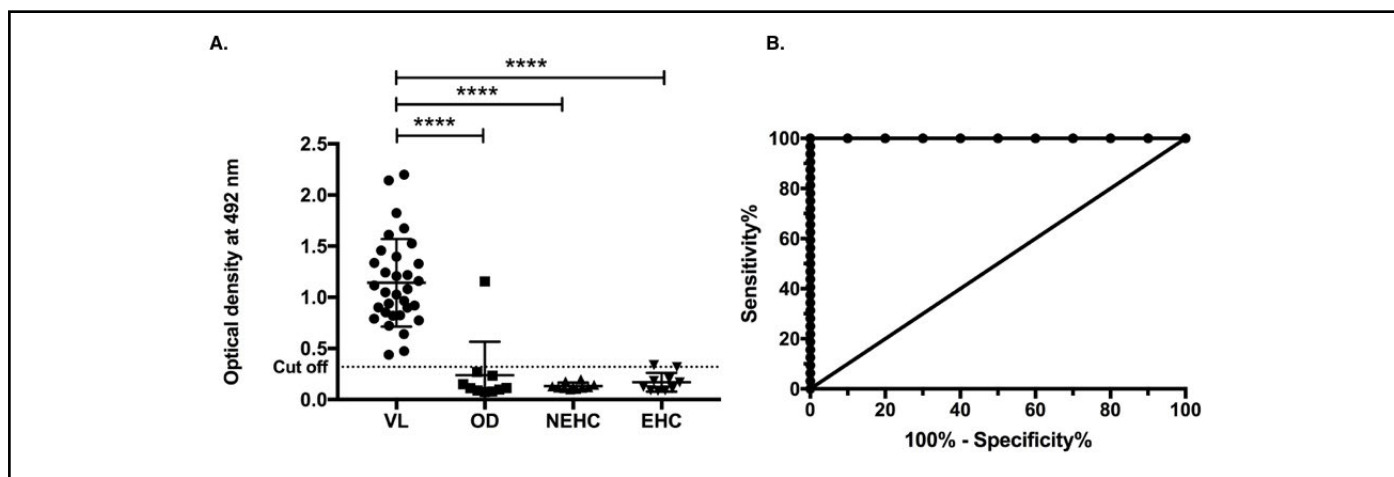 A.
****
****
****
2.5
2.0
1.5
1.0
0.5
0.0
Optical density at 492 nm
Cut off
VL OD NEHC EHC
B.
100
80
60
40
20
0
Sensitivity%
0 20 40 60 80 100
100% - Specificity%